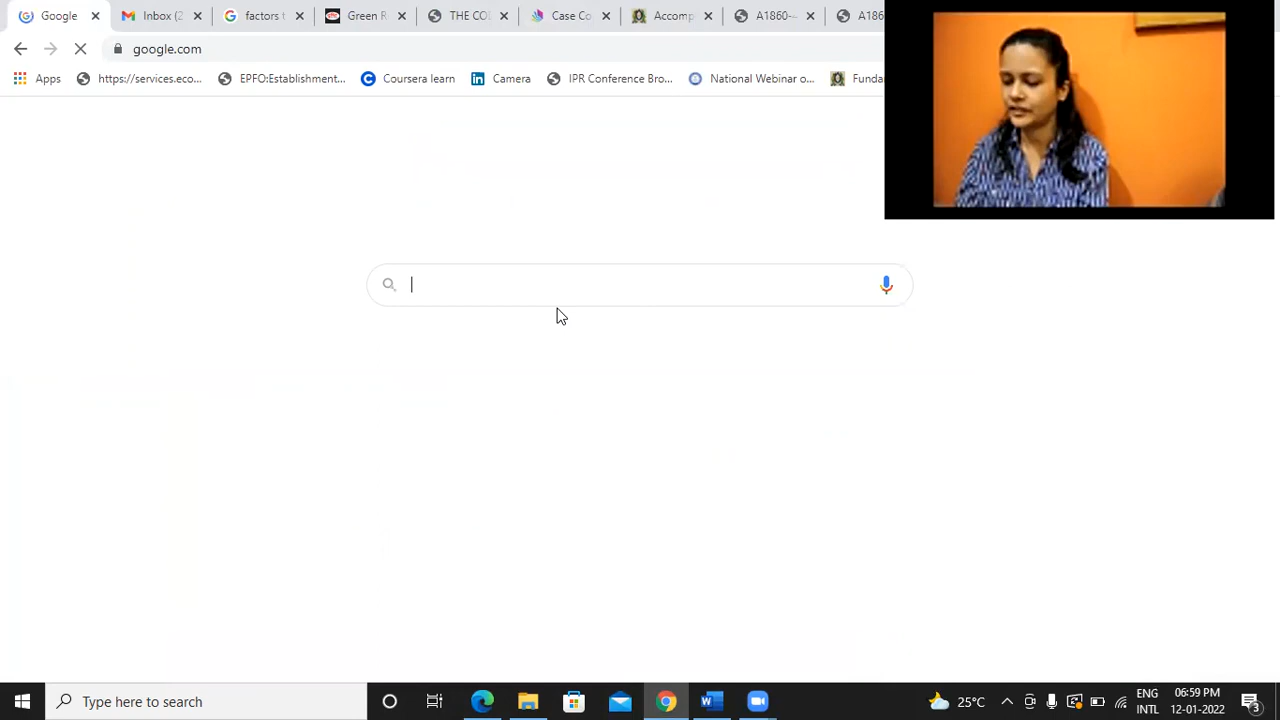 Google
Inbox (2
factors t
Green R
THE CO
Case Co
Accomp
A1860-
A186
google.com
Apps
https://services.eco...
EPFO:Establishment...
Coursera learn
Camera
IPR Conference Bro...
National Webinar o...
Funda
Type here to search
25°C
ENG
INTL
06:59 PM
12-01-2022
3